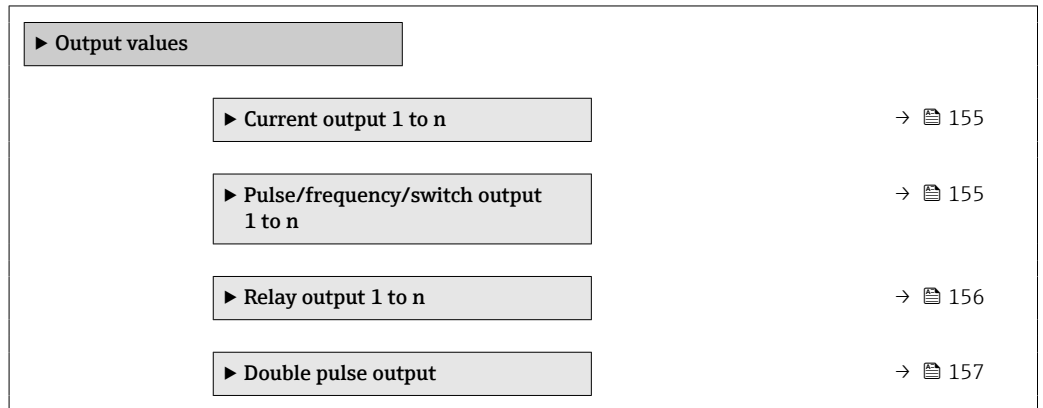 ▶ Output values
▶ Current output 1 to n → 155
▶ Pulse/frequency/switch output → 155
1 to n
▶ Relay output 1 to n → 156
▶ Double pulse output → 157